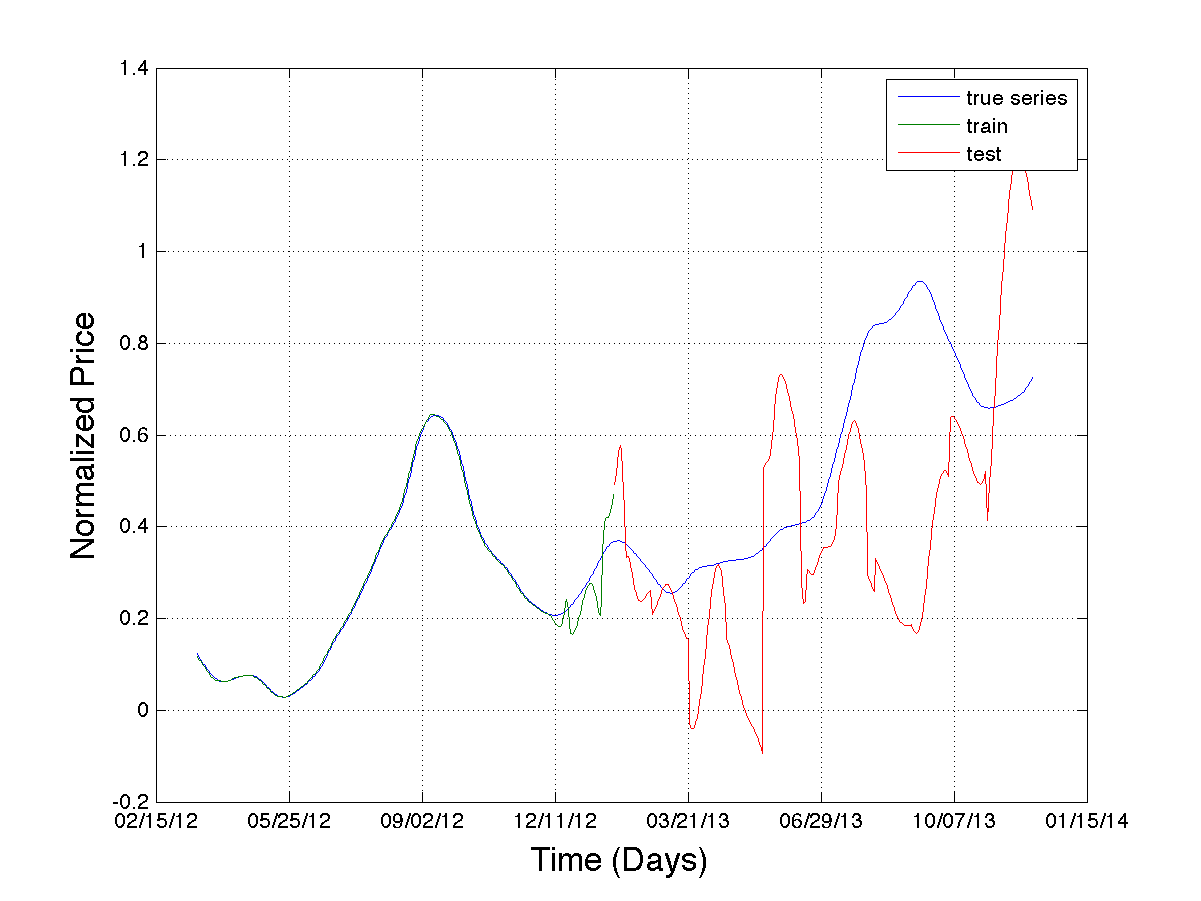 1.4
1.2
1
0.8
0.6
0.4
0.2
0
-0.2
true series
train
test
Normalized Price
02/15/12 05/25/12 09/02/12 12/11/12 03/21/13 06/29/13 10/07/13 01/15/14
Time (Days)